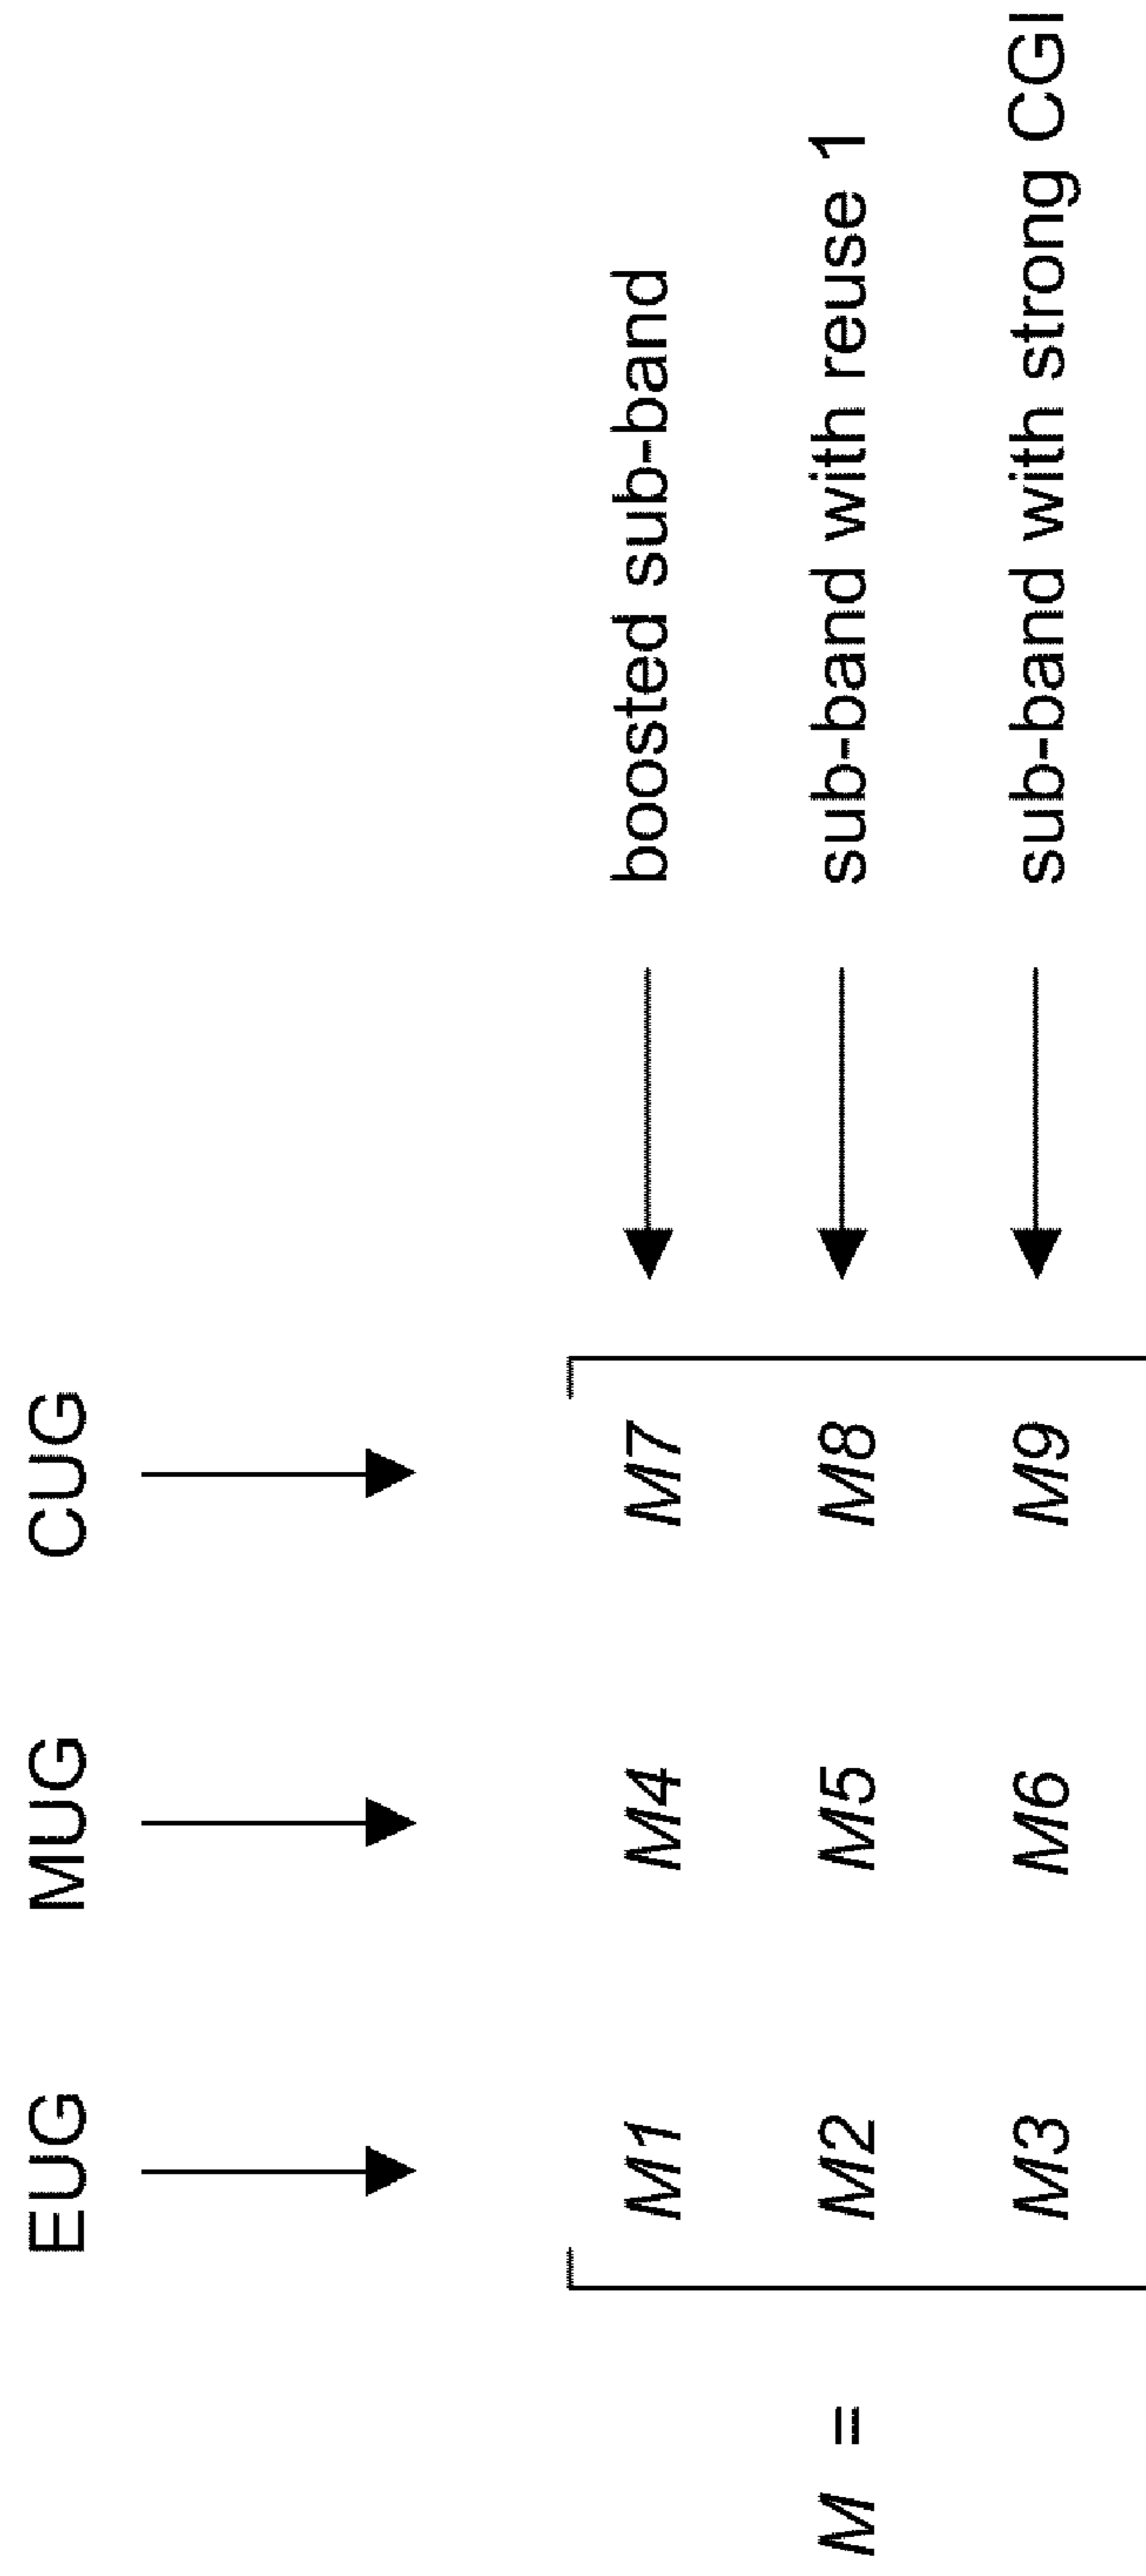 EUG MUG CUG
M1 M4 M7 boosted sub-band
M = M2 M5 M8 sub-band with reuse 1
M3 M6 M9 sub-band with strong CGI